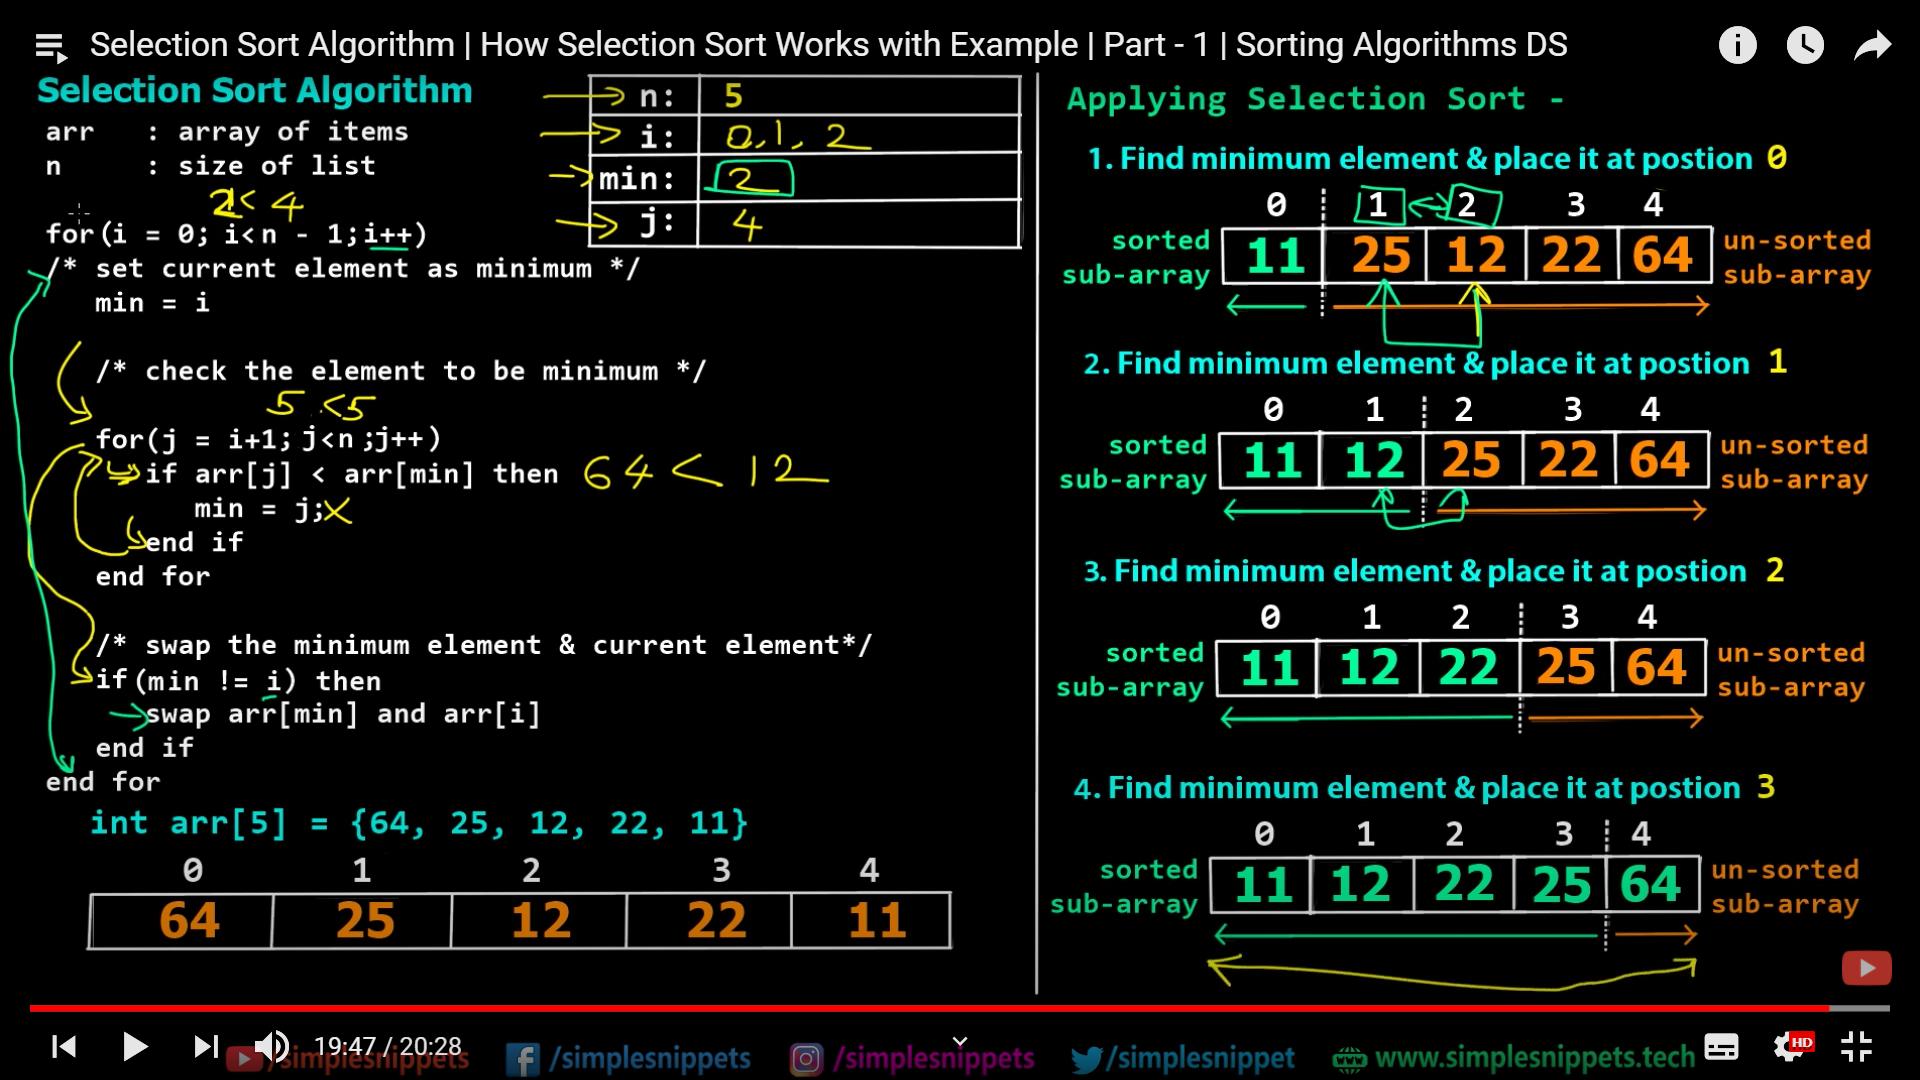 Selection Sort Algorithm | How Selection Sort Works with Example | Part - 1 | Sorting Algorithms DS
Selection Sort Algorithm
arr : array of items
n : size of list
< 4
for(i = 0; i<n - 1;i++)
/* set current element as minimum */
min = i
/* check the element to be minimum */
5 <5
for(j = i+1; j<n ;j++)
if arr[j] < arr[min] then 64 < 12
min = j;x
end if
end for
/* swap the minimum element & current element*/
if(min != i) then
swap arr[min] and arr[i]
end if
end for
int arr[5] = {64, 25, 12, 22, 11}
0 1 2 3 4
64 25 12 22 11
n: 5
i: 0,1, 2
min: 2
j: 4
Applying Selection Sort -
1. Find minimum element & place it at postion 0
0 1 2 3 4
sorted sub-array 11 25 12 22 64 un-sorted sub-array
2. Find minimum element & place it at postion 1
0 1 2 3 4
sorted sub-array 11 12 25 22 64 un-sorted sub-array
3. Find minimum element & place it at postion 2
0 1 2 3 4
sorted sub-array 11 12 22 25 64 un-sorted sub-array
4. Find minimum element & place it at postion 3
0 1 2 3 4
sorted sub-array 11 12 22 25 64 un-sorted sub-array
19:47 / 20:28
/simplesnippets
/simplesnippets
/simplesnippets
/simplesnippet
www.simplesnippets.tech
HD